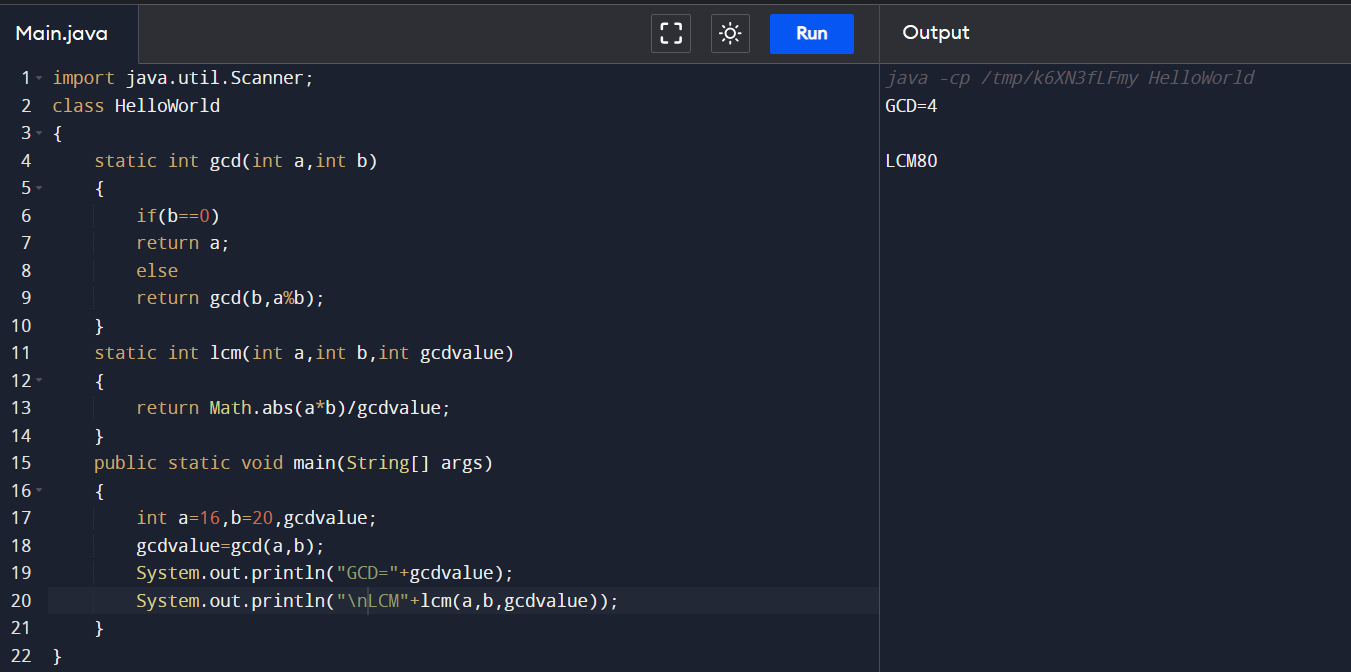 Main.java
Run
Output
1 import java.util.Scanner;
2 class HelloWorld
3 {
4 static int gcd(int a,int b)
5 {
6 if(b==0)
7 return a;
8 else
9 return gcd(b,a%b);
10 }
11 static int lcm(int a,int b,int gcdvalue)
12 {
13 return Math.abs(a*b)/gcdvalue;
14 }
15 public static void main(String[] args)
16 {
17 int a=16,b=20,gcdvalue;
18 gcdvalue=gcd(a,b);
19 System.out.println("GCD="+gcdvalue);
20 System.out.println("\nLCM"+lcm(a,b,gcdvalue));
21 }
22 }
java -cp /tmp/k6XN3fLFmy HelloWorld
GCD=4
LCM80